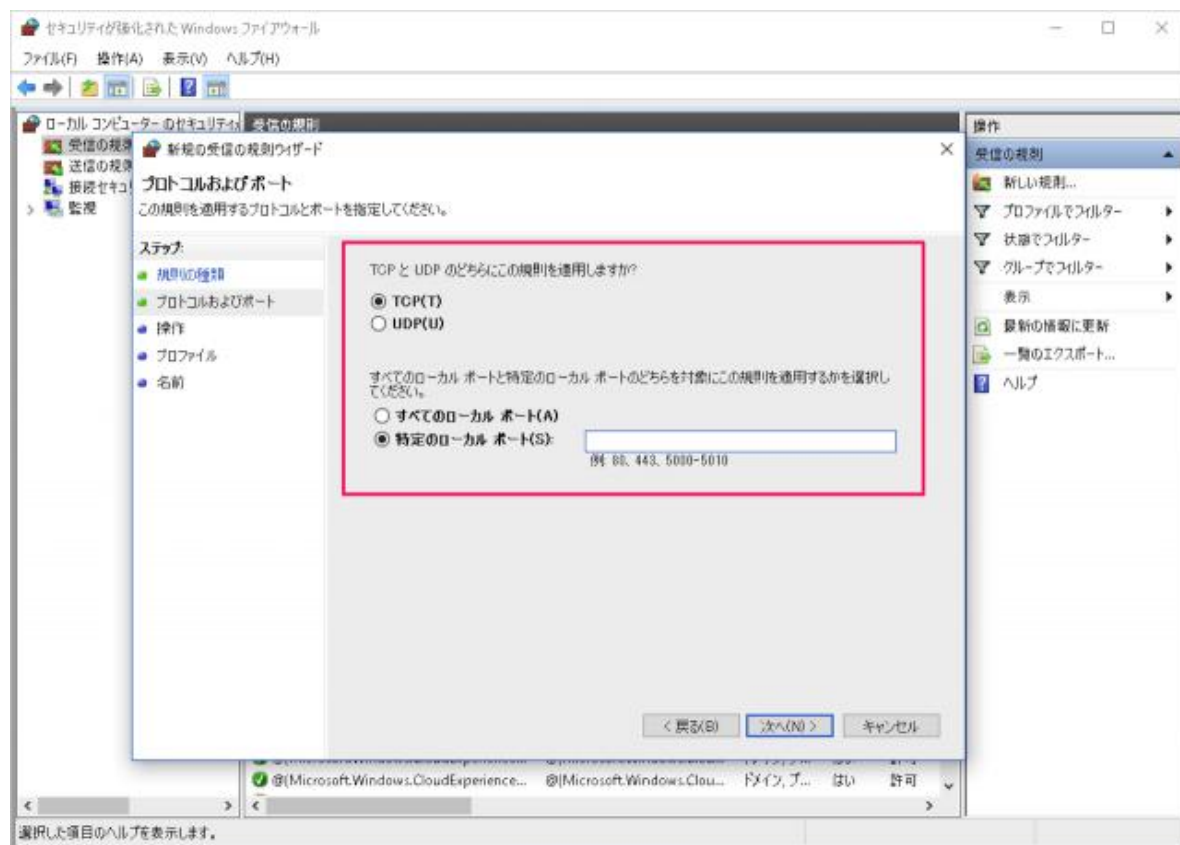 セキュリティが強化された Windows ファイアウォール
ファイル(F) 操作(A) 表示(V) ヘルプ(H)
ローカル コンピューター のセキュリティ
受信の規則
受信の規則
送信の規則
接続セキュ
監視
新規の受信の規則ウィザード
プロトコルおよびポート
この規則を適用するプロトコルとポートを指定してください。
ステップ:
規則の種類
プロトコルおよびポート
操作
プロファイル
名前
TCP と UDP のどちらにこの規則を適用しますか?
TCP(T)
UDP(U)
すべてのローカル ポートと特定のローカル ポートのどちらを対象にこの規則を適用するかを選択し
てください。
すべてのローカル ポート(A)
特定のローカル ポート(S):
例: 80、443、5000-5010
< 戻る(B)
次へ(N) >
キャンセル
@{Microsoft.Windows.CloudExperience... @{Microsoft.Windows.Clou... ドメイン, プ... はい 許可
操作
受信の規則
新しい規則...
プロファイルでフィルター
状態でフィルター
グループでフィルター
表示
最新の情報に更新
一覧のエクスポート...
ヘルプ
選択した項目のヘルプを表示します。